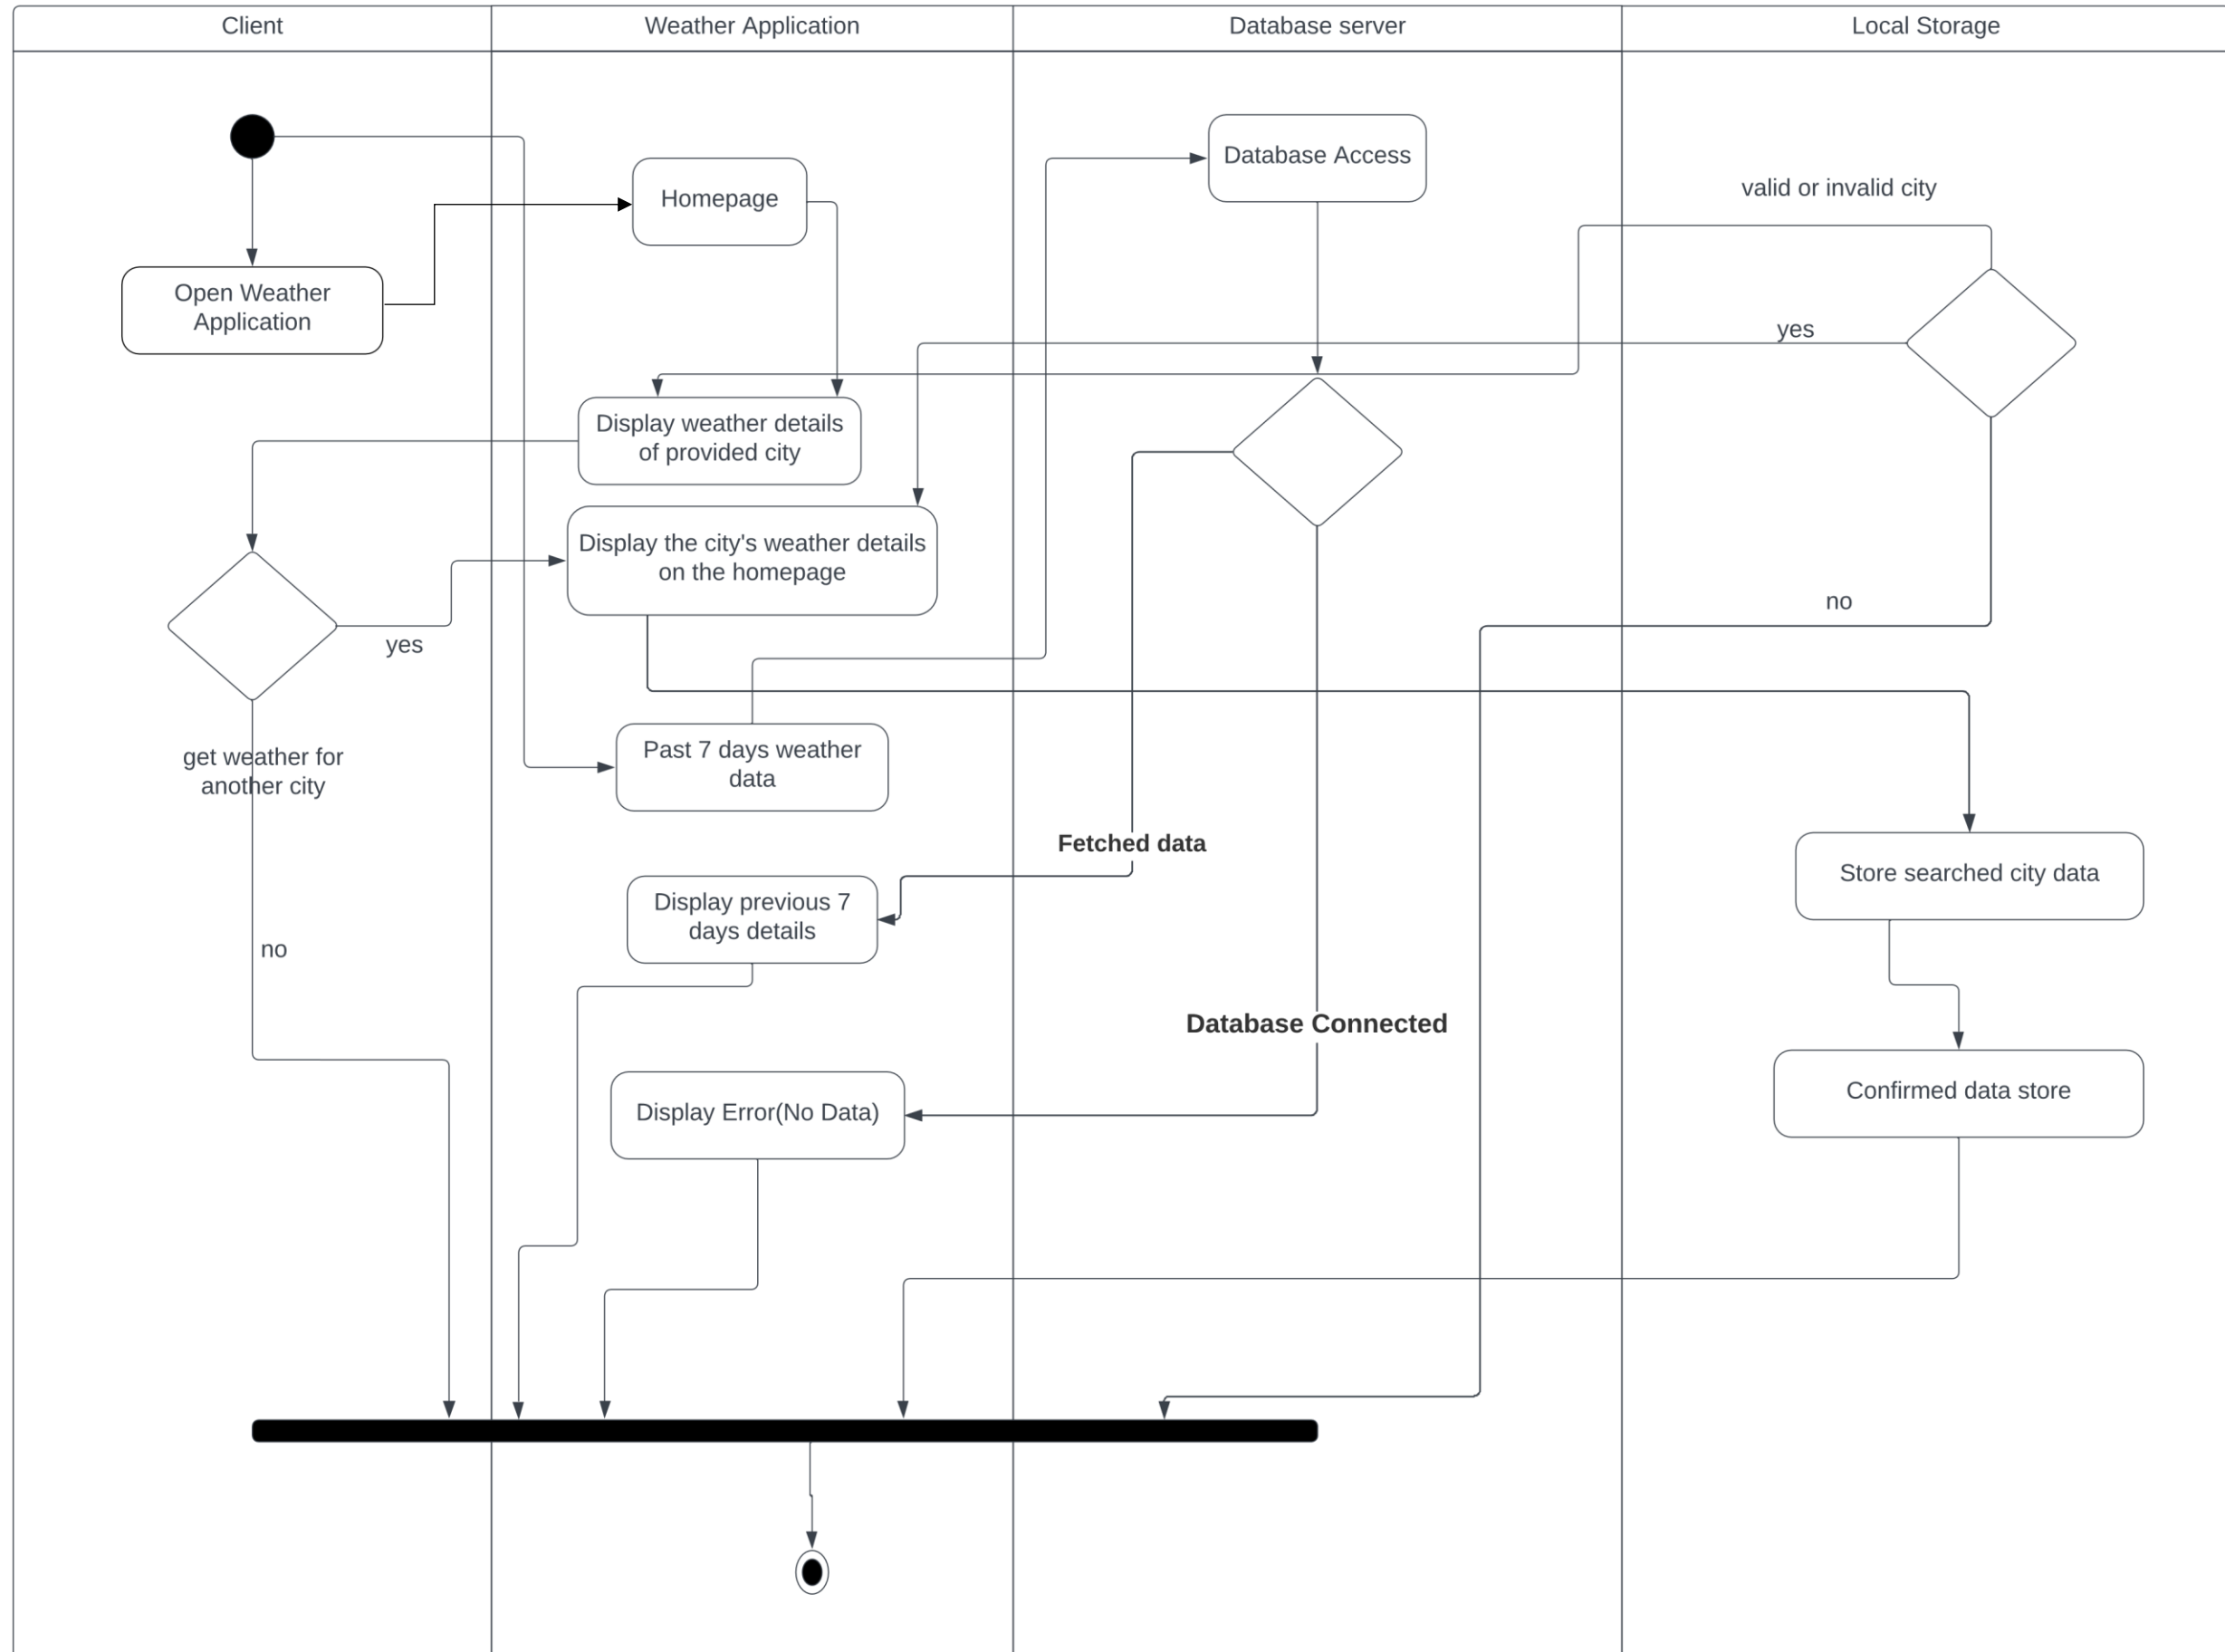 Client
Weather Application
Database server
Local Storage
Database Access
valid or invalid city
Homepage
Open Weather
Application
yes
Display weather details
of provided city
Display the city's weather details
on the homepage
yes
no
get weather for
another city
Past 7 days weather
data
Fetched data
Store searched city data
Display previous 7
days details
no
Database Connected
Display Error(No Data)
Confirmed data store